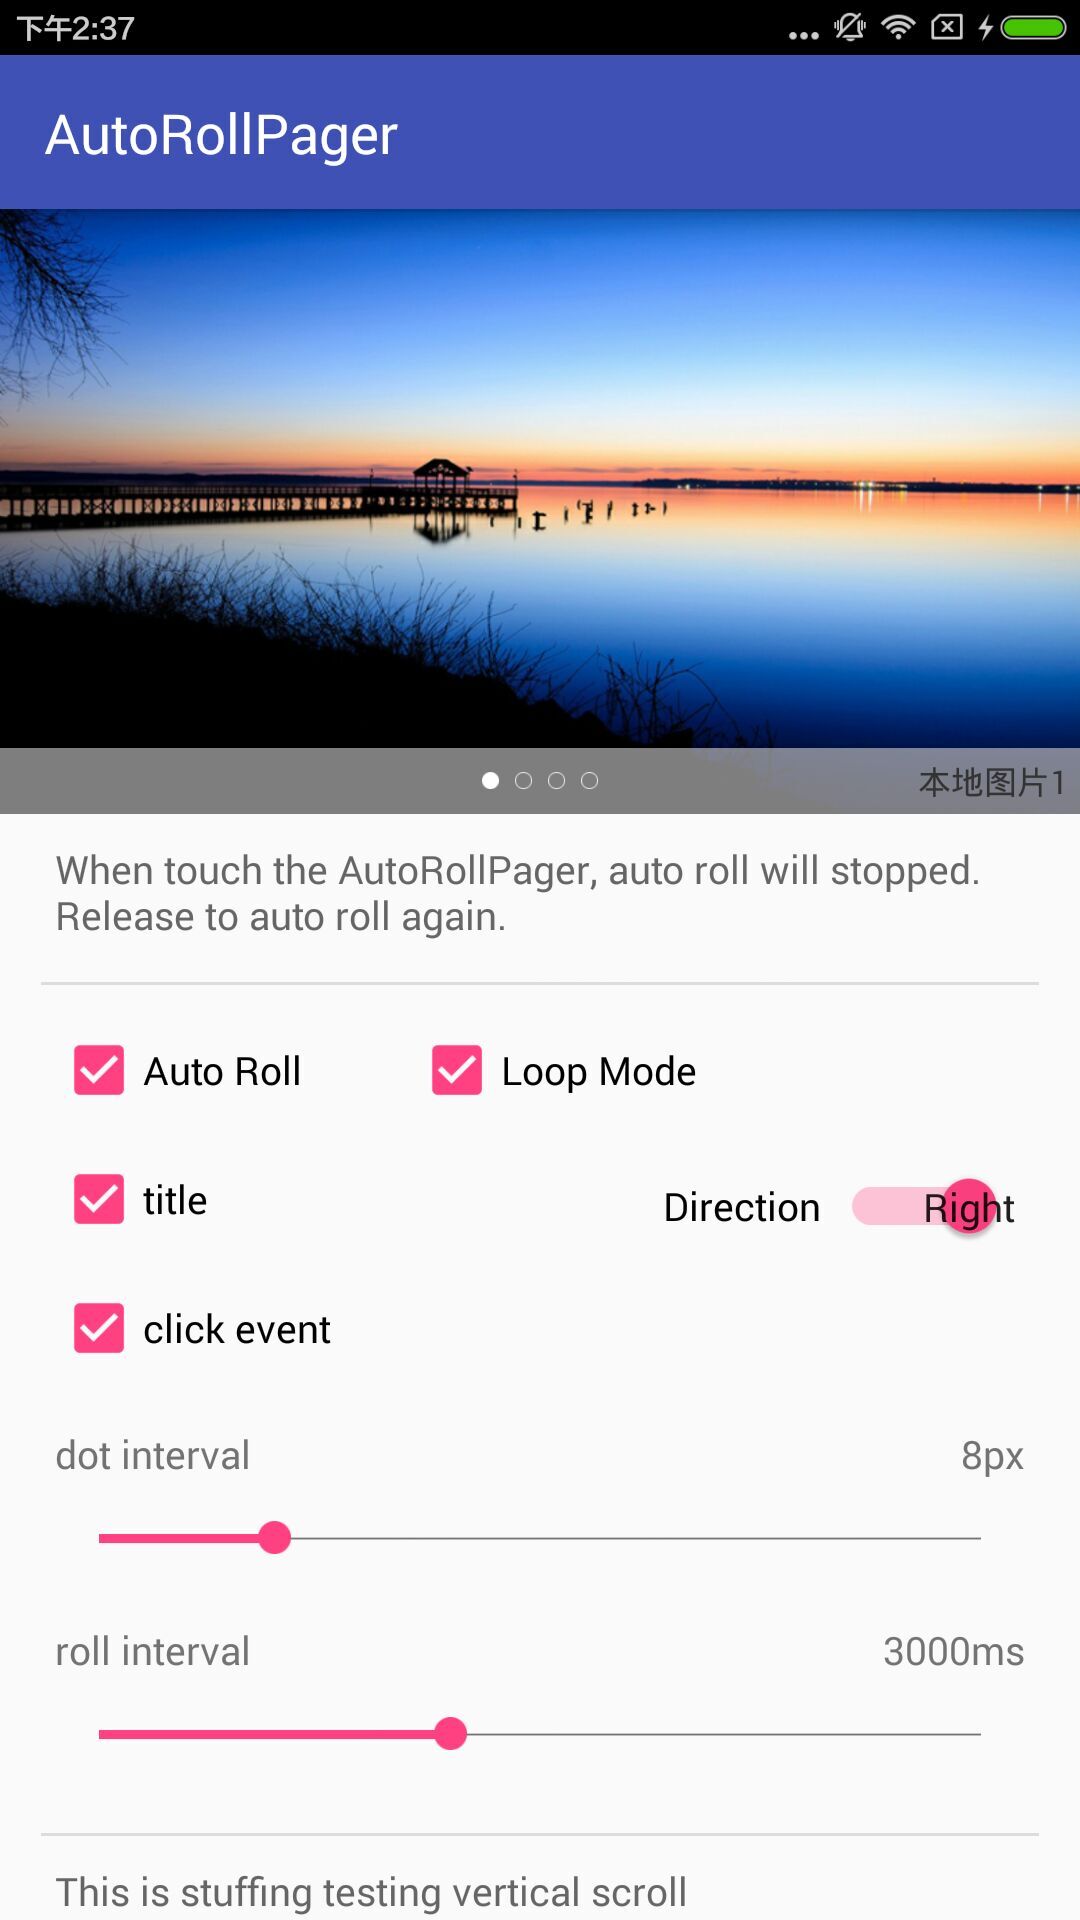 下午2:37
AutoRollPager
本地图片1
When touch the AutoRollPager, auto roll will stopped.
Release to auto roll again.
Auto Roll
Loop Mode
title
Direction
Right
click event
dot interval
8px
roll interval
3000ms
This is stuffing testing vertical scroll